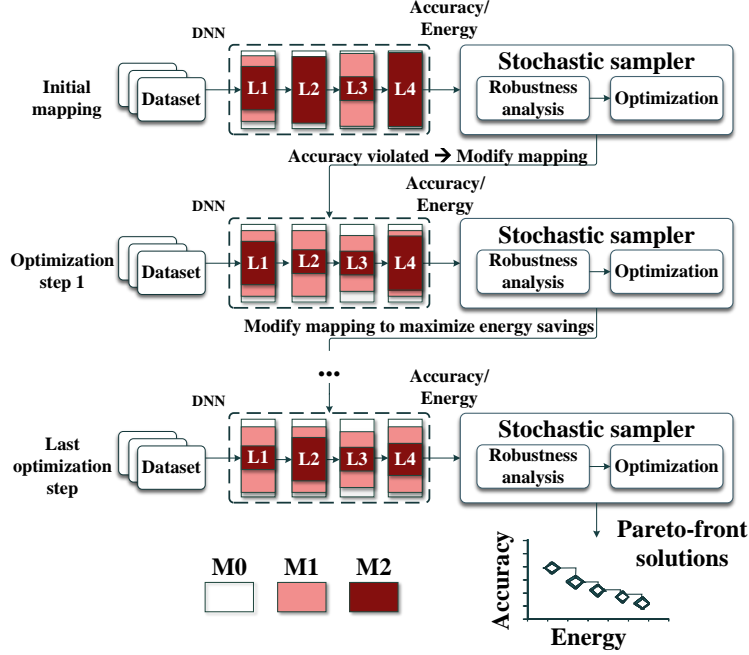 DNN
Accuracy/
Energy
Initial
mapping
Dataset
L1
L2
L3
L4
Stochastic sampler
Robustness
analysis
Optimization
Accuracy violated → Modify mapping
DNN
Accuracy/
Energy
Optimization
step 1
Dataset
L1
L2
L3
L4
Stochastic sampler
Robustness
analysis
Optimization
Modify mapping to maximize energy savings
...
DNN
Accuracy/
Energy
Last
optimization
step
Dataset
L1
L2
L3
L4
Stochastic sampler
Robustness
analysis
Optimization
Pareto-front
solutions
M0
M1
M2
Accuracy
Energy